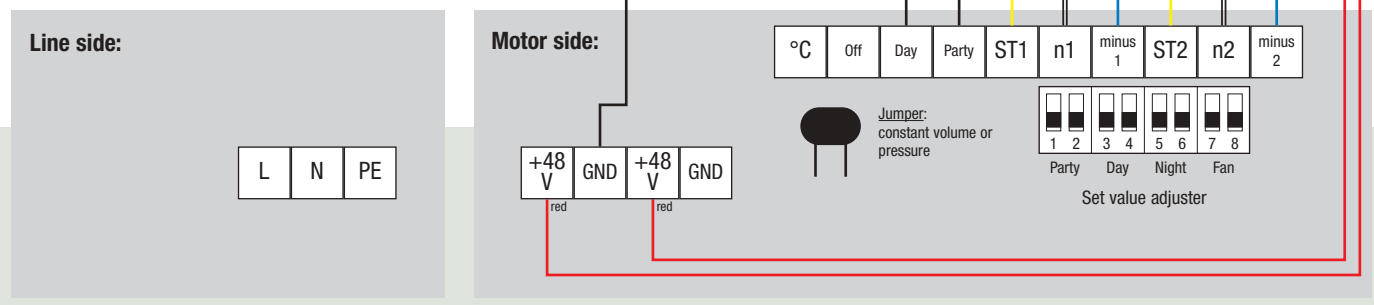 Line side:
L N PE
Motor side:
°C Off Day Party ST1 n1 minus 1 ST2 n2 minus 2
Jumper:
constant volume or
pressure
1 2 3 4 5 6 7 8
Party Day Night Fan
Set value adjuster
+48 V GND +48 V GND
red red